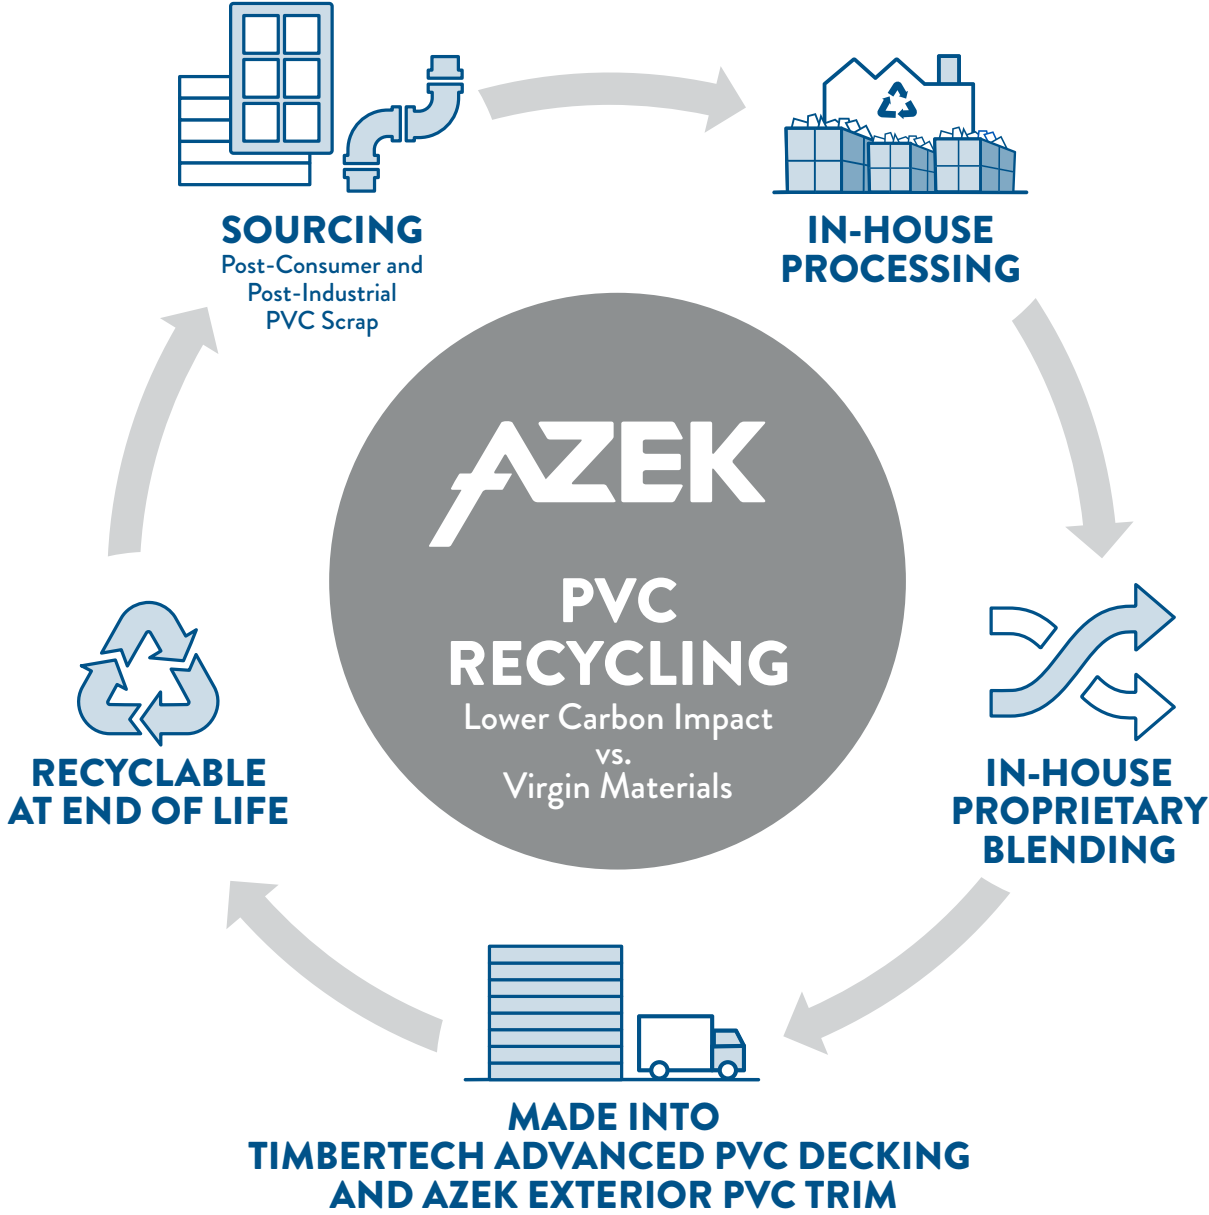 SOURCING
Post-Consumer and
Post-Industrial
PVC Scrap
IN-HOUSE
PROCESSING
AZEK
PVC
RECYCLING
Lower Carbon Impact
vs.
Virgin Materials
IN-HOUSE
PROPRIETARY
BLENDING
MADE INTO
TIMBERTECH ADVANCED PVC DECKING
AND AZEK EXTERIOR PVC TRIM
RECYCLABLE
AT END OF LIFE